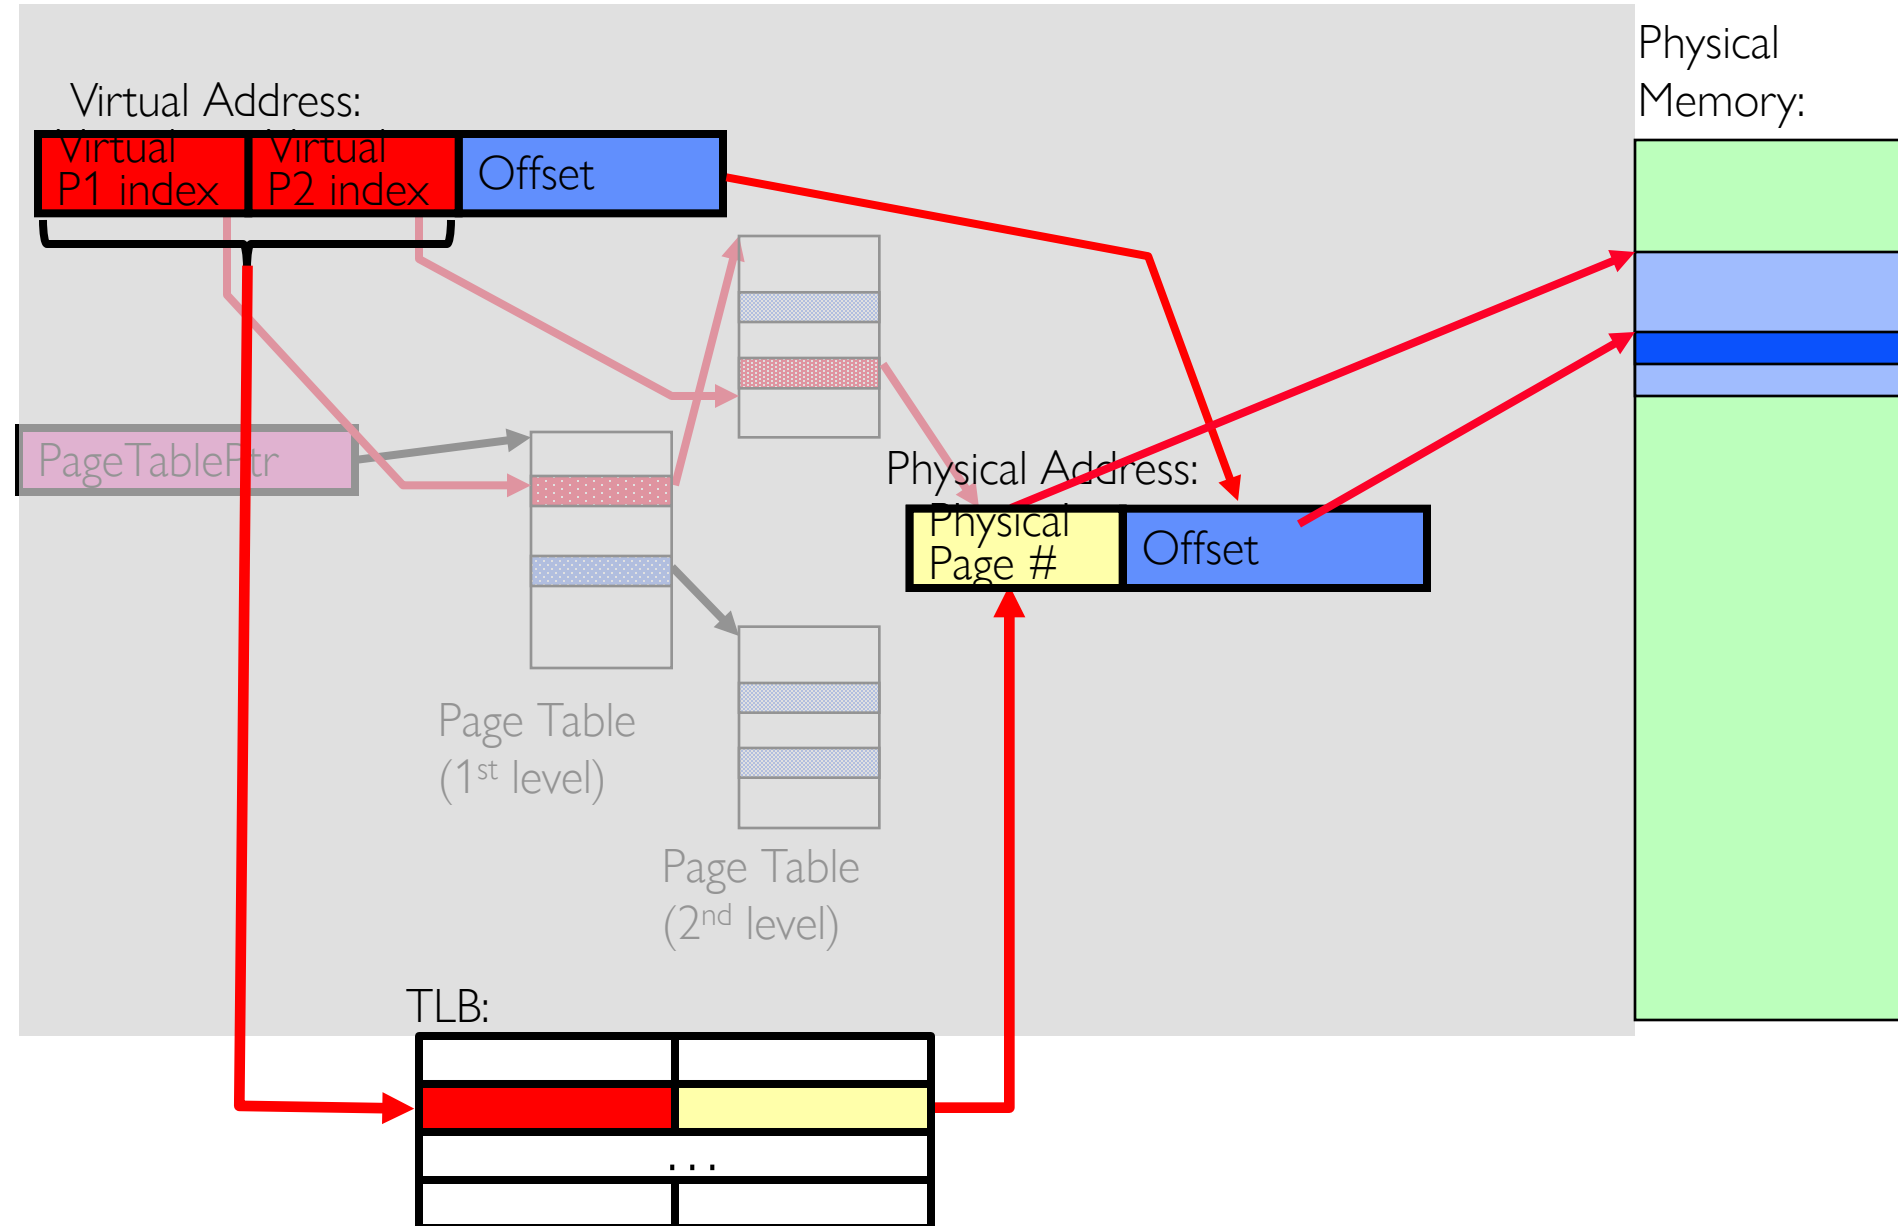 Physical
Memory:
Virtual Address:
Virtual
P1 index
Virtual
P2 index
Offset
PageTablePtr
Physical Address:
Physical
Page #
Offset
Page Table
(1st level)
Page Table
(2nd level)
TLB:
...